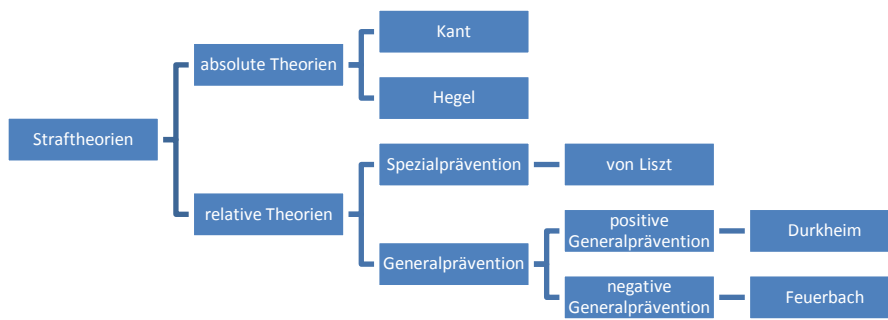 Straftheorien
absolute Theorien
Kant
Hegel
relative Theorien
Spezialprävention
von Liszt
Generalprävention
positive
Generalprävention
Durkheim
negative
Generalprävention
Feuerbach